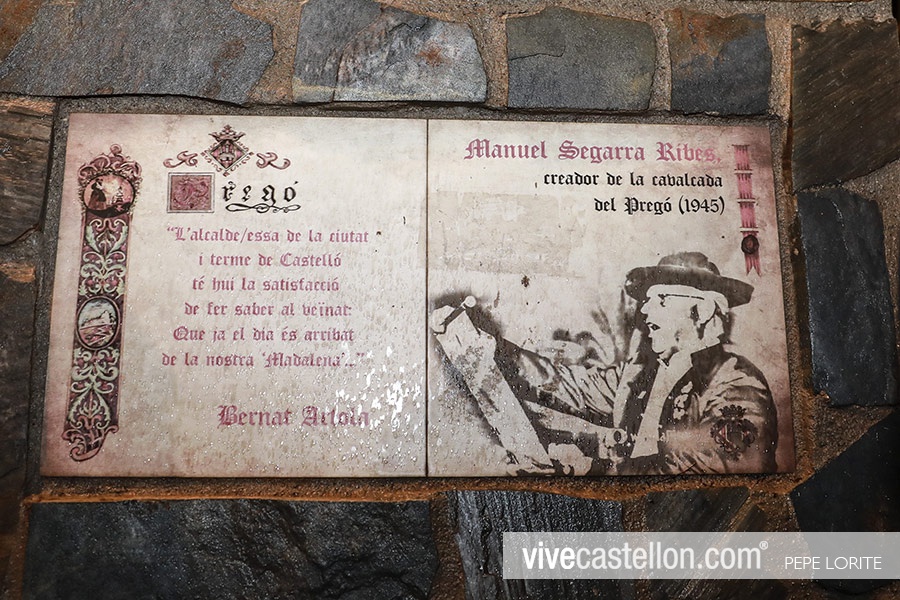 Pregó
"L'alcalde/essa de la ciutat
i terme de Castelló
té hui la satisfacció
de fer saber al veïnat:
Que ja el dia és arribat
de la nostra 'Madalena'..."
Bernat Artola
Manuel Segarra Ribes,
creador de la cavalcada
del Pregó (1945)
vivecastellon.com®
PEPE LORITE